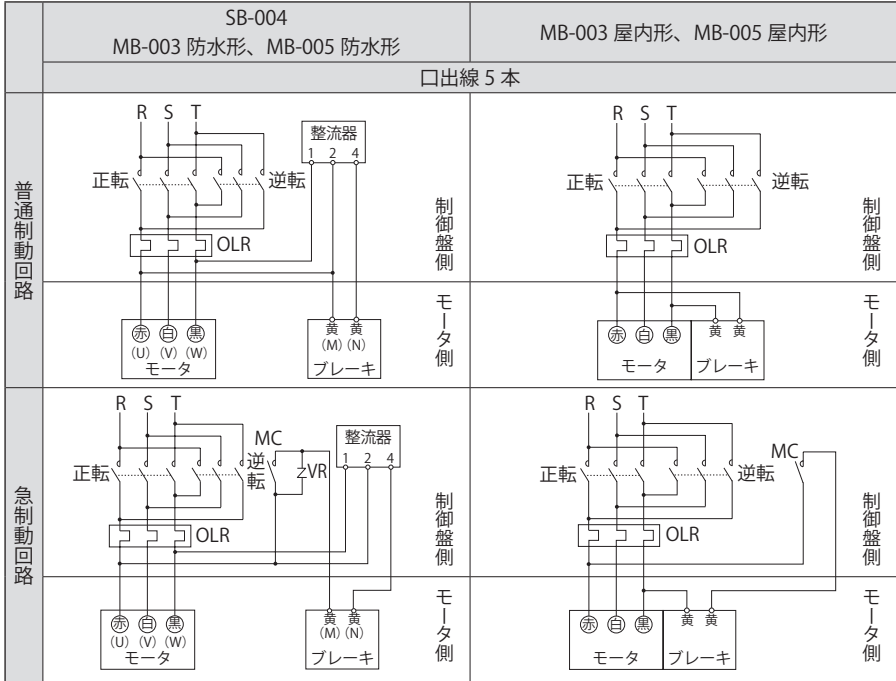 SB-004
MB-003 防水形、MB-005 防水形
MB-003 屋内形、MB-005 屋内形
口出線 5 本
普通制動回路
R S T
整流器
1 2 4
正転
逆転
OLR
制御盤側
赤 白 黒
(U) (V) (W)
モータ
黄 黄
(M) (N)
ブレーキ
モータ側
R S T
正転
逆転
OLR
制御盤側
赤 白 黒
モータ
黄 黄
ブレーキ
モータ側
急制動回路
R S T
MC
整流器
1 2 4
正転
逆転
VR
OLR
制御盤側
赤 白 黒
(U) (V) (W)
モータ
黄 黄
(M) (N)
ブレーキ
モータ側
R S T
MC
正転
逆転
OLR
制御盤側
赤 白 黒
モータ
黄 黄
ブレーキ
モータ側